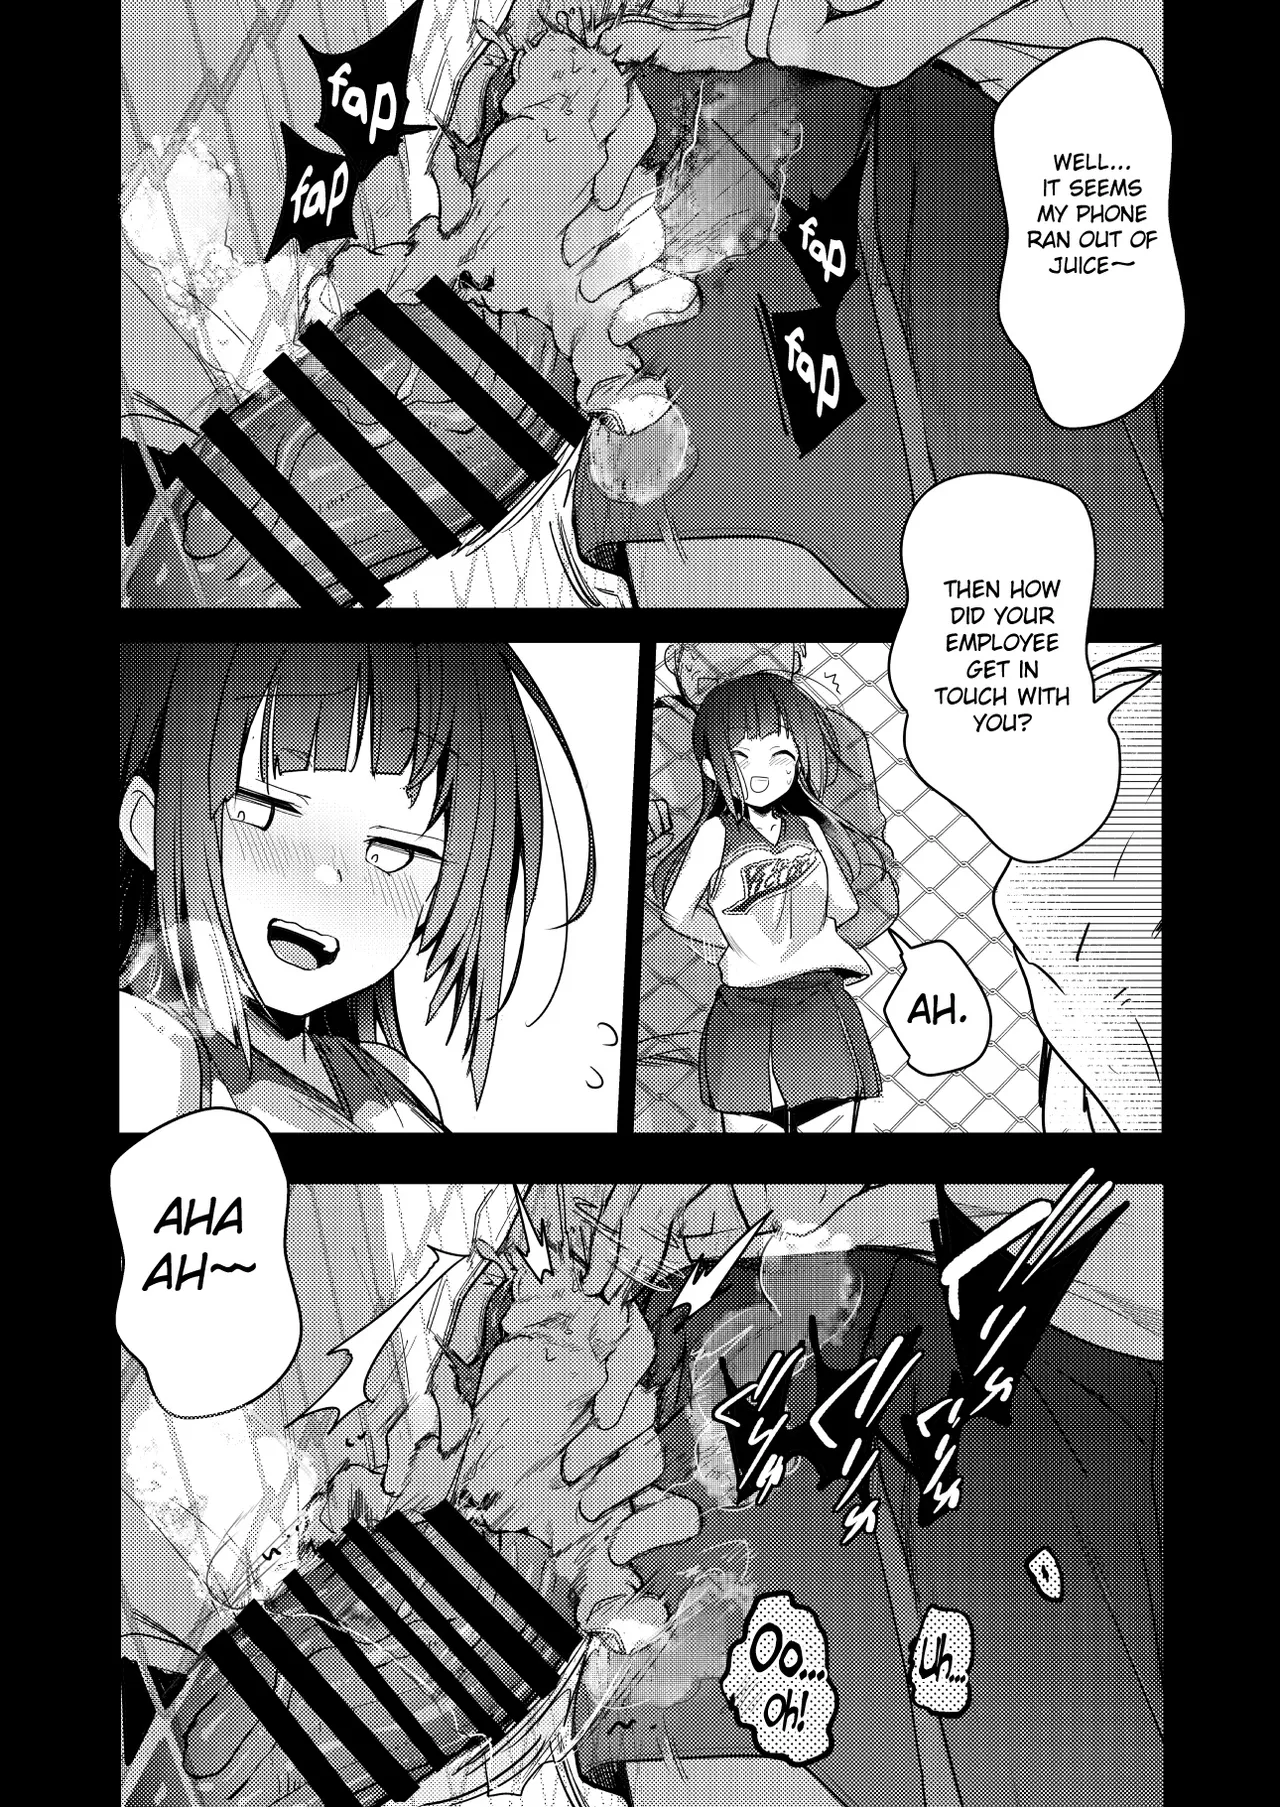 WELL...
IT SEEMS
MY PHONE
RAN OUT OF
JUICE~
fap
fap
fap
fap
THEN HOW
DID YOUR
EMPLOYEE
GET IN
TOUCH WITH
YOU?
AH.
AHA
AH~
Uh...
Oo...
Oh!